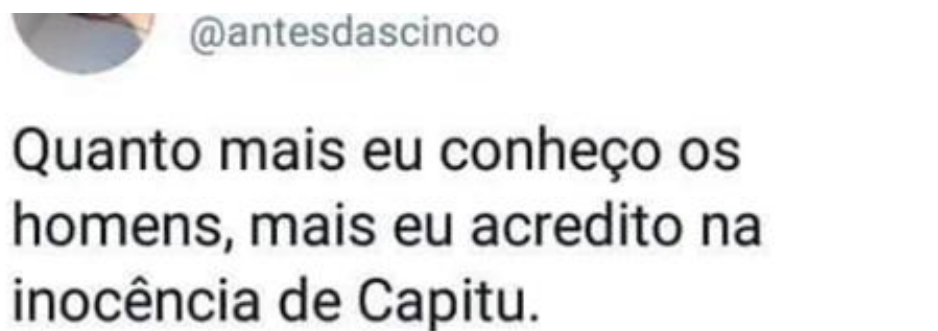 @antesdascinco
Quanto mais eu conheço os
homens, mais eu acredito na
inocência de Capitu.